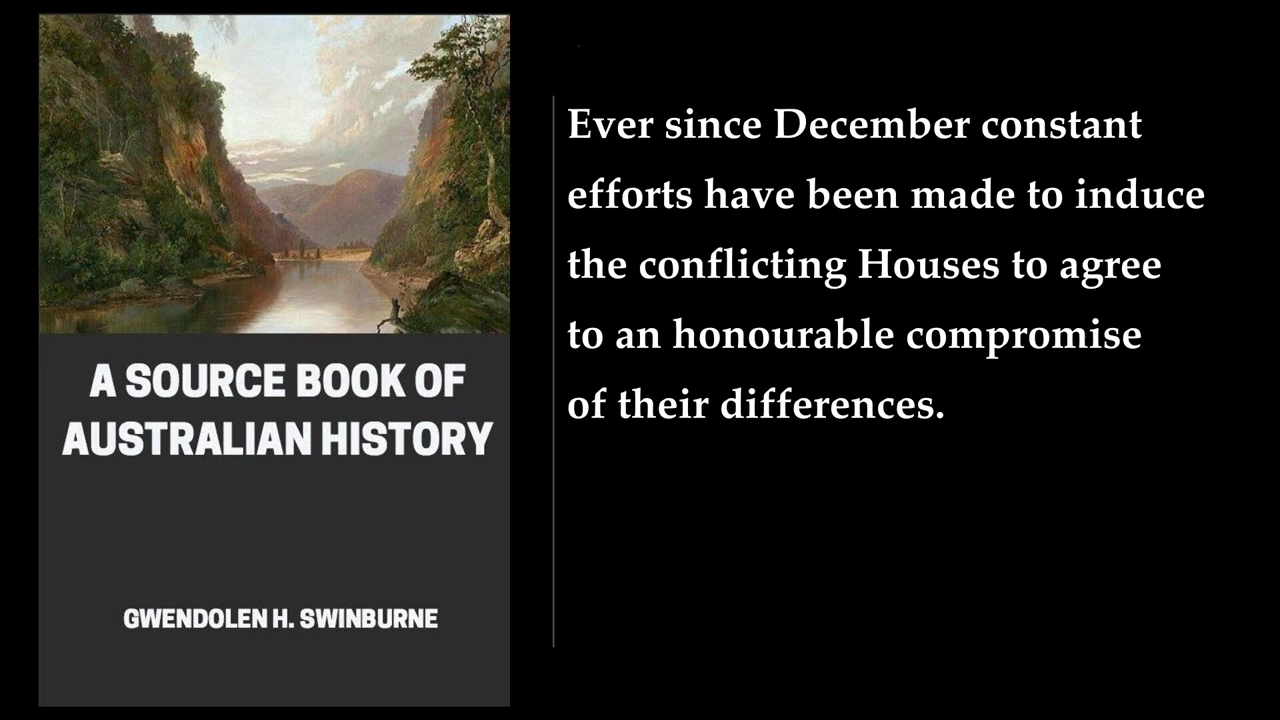 A SOURCE BOOK OF
AUSTRALIAN HISTORY
GWENDOLEN H. SWINBURNE
Ever since December constant
efforts have been made to induce
the conflicting Houses to agree
to an honourable compromise
of their differences.